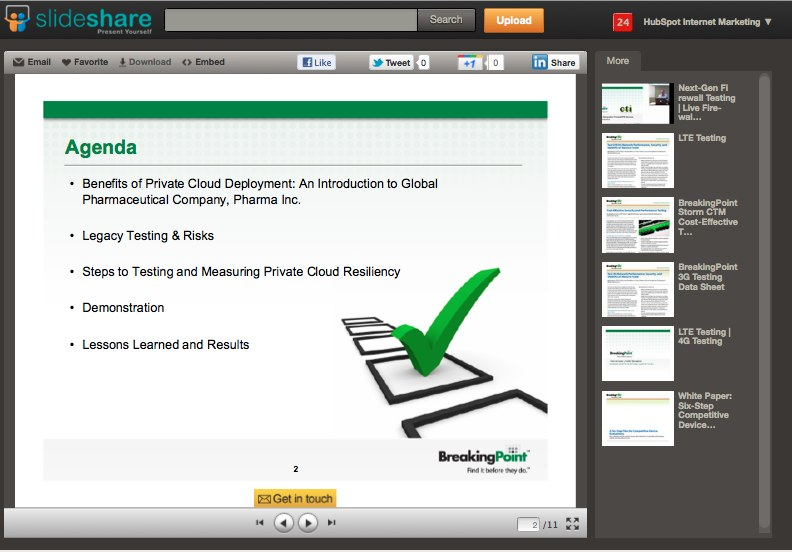 slideshare
Present Yourself
Search
Upload
24
HubSpot Internet Marketing ▼
Email
Favorite
Download
Embed
Like
Tweet
0
+1
0
in
Share
Agenda
• Benefits of Private Cloud Deployment: An Introduction to Global
Pharmaceutical Company, Pharma Inc.
• Legacy Testing & Risks
• Steps to Testing and Measuring Private Cloud Resiliency
• Demonstration
• Lessons Learned and Results
BreakingPoint™
Find it before they do.™
2
Get in touch
2 /11
More
cti
Next-Gen Fi
rewall Testing
| Live Fire-
wal...
LTE Testing
BreakingPoint
Storm CTM
Cost-Effective
T...
BreakingPoint
3G Testing
Data Sheet
BreakingPoint
LTE Testing |
4G Testing
White Paper:
Six-Step
Competitive
Device...